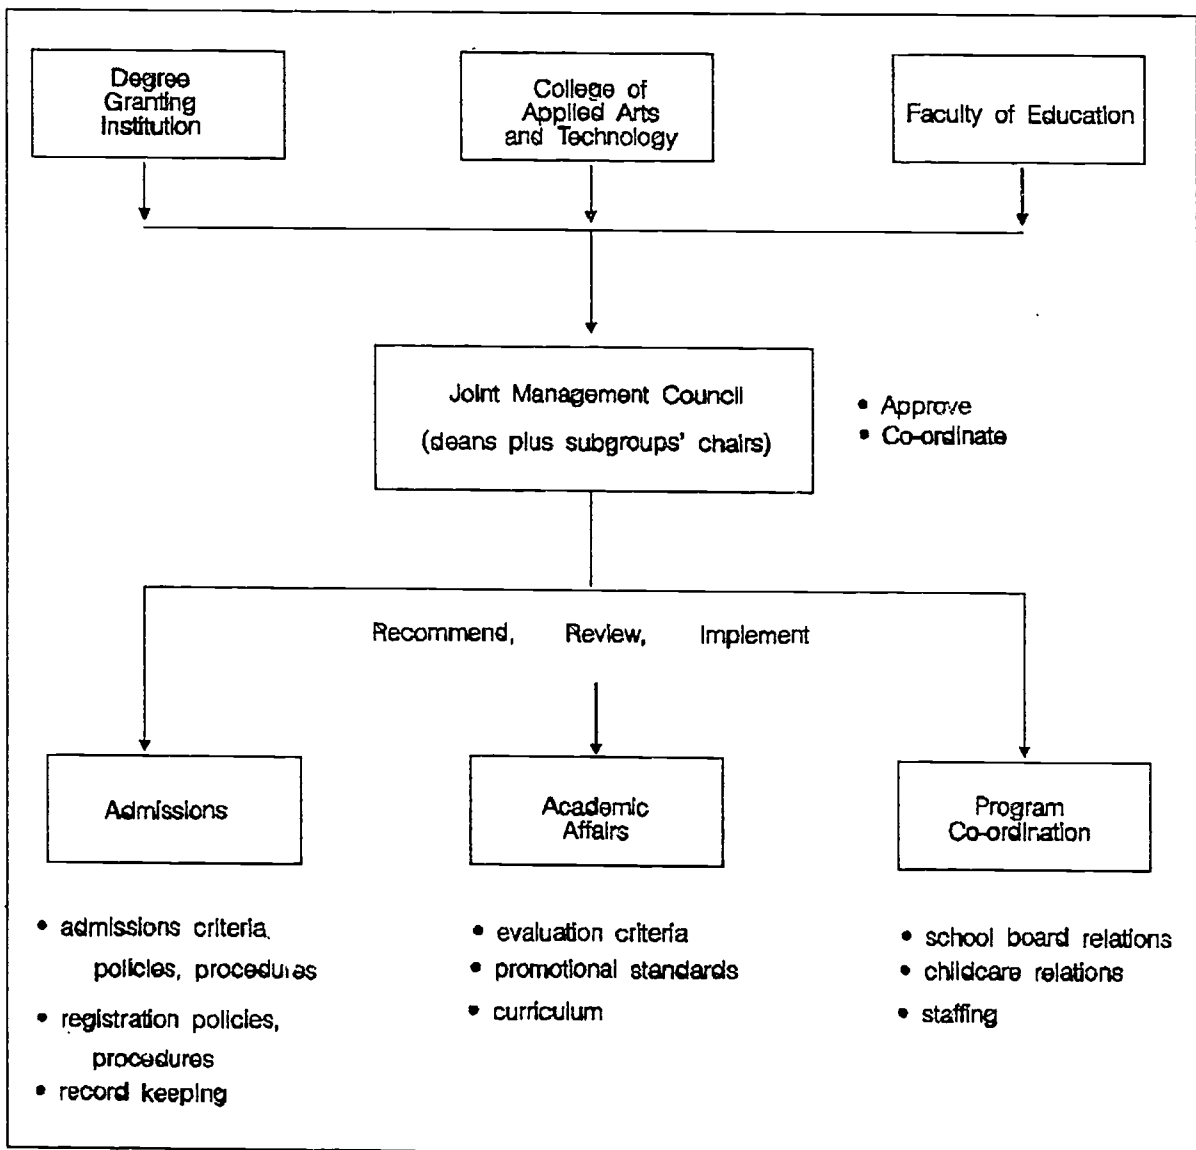 Degree
Granting
Institution
College of
Applied Arts
and Technology
Faculty of Education
Joint Management Council
(deans plus subgroups' chairs)
• Approve
• Co-ordinate
Recommend, Review, Implement
Admissions
Academic
Affairs
Program
Co-ordination
• admissions criteria
policies, procedures
• registration policies,
procedures
• record keeping
• evaluation criteria
• promotional standards
• curriculum
• school board relations
• childcare relations
• staffing